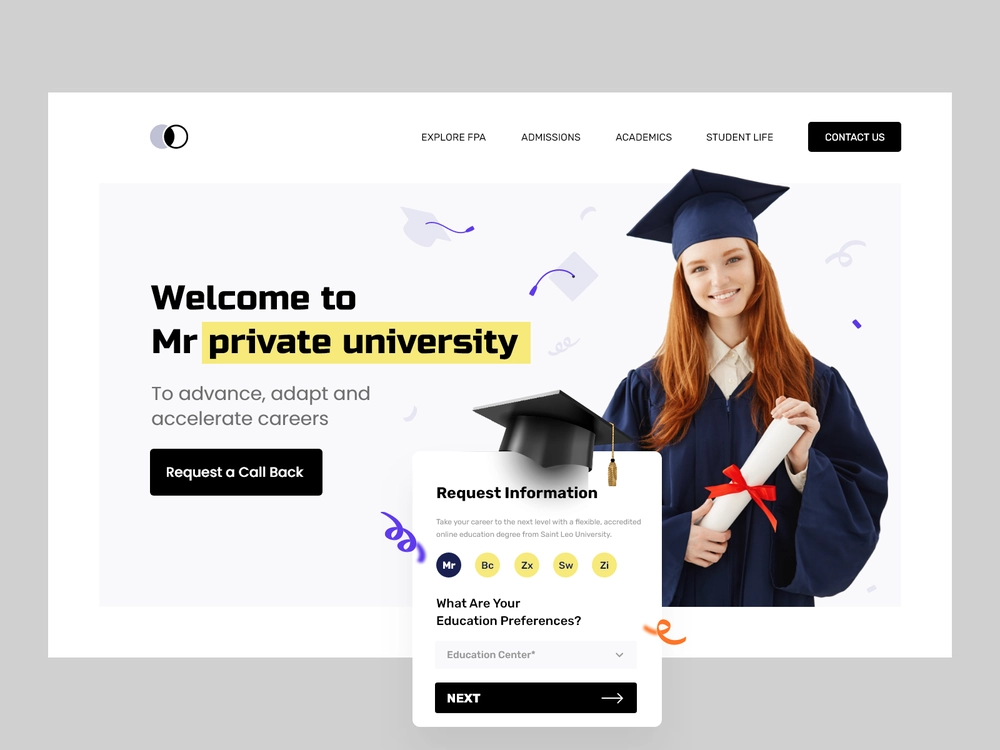 EXPLORE FPA
ADMISSIONS
ACADEMICS
STUDENT LIFE
CONTACT US
Welcome to
Mr private university
To advance, adapt and
accelerate careers
Request a Call Back
Request Information
Take your career to the next level with a flexible, accredited
online education degree from Saint Leo University.
Mr
Bc
Zx
Sw
Zi
What Are Your
Education Preferences?
Education Center*
NEXT